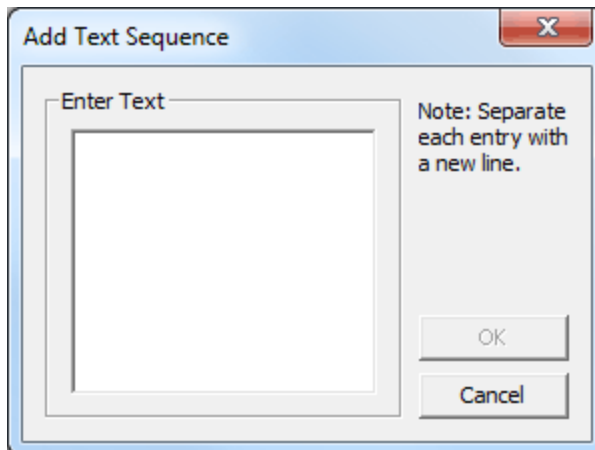 Add Text Sequence
Enter Text
Note: Separate
each entry with
a new line.
OK
Cancel